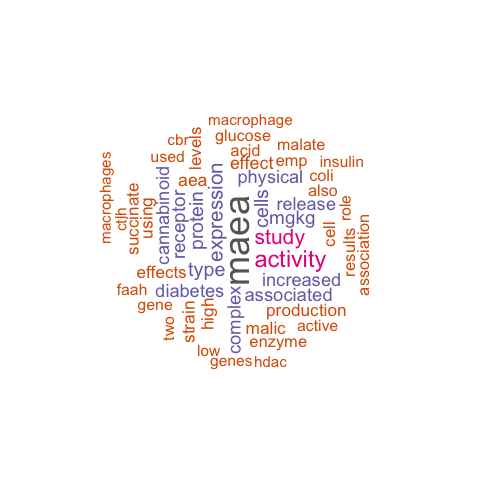 macrophage
glucose
cbr
levels
acid
malate
used
effect
emp
insulin
macrophages
cannabinoid
aea
physical
coli
also
ctlh
succinate
using
receptor
protein
expression
maea
cells
release
role
cmgkg
cell
study
activity
results
association
type
effects
increased
faah
diabetes
associated
gene
complex
production
two
strain
high
malic
active
enzyme
low
genes
hdac